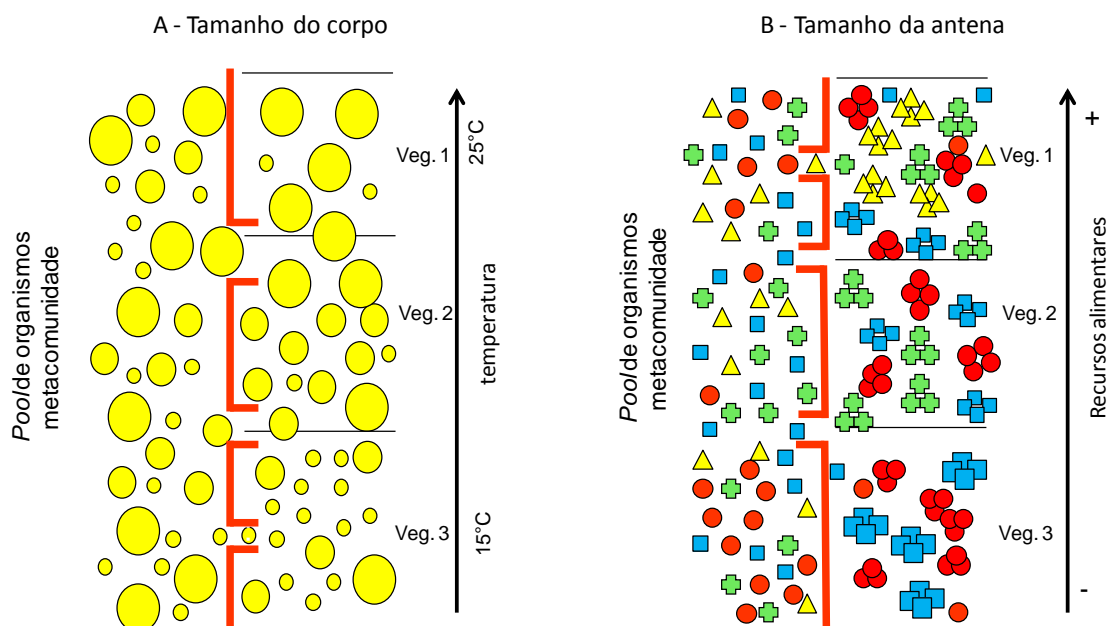 A - Tamanho do corpo
Pool de organismos
metacomunidade
Veg. 1
Veg. 2
Veg. 3
25°C
temperatura
15°C
B - Tamanho da antena
Pool de organismos
metacomunidade
Veg. 1
Veg. 2
Veg. 3
+
Recursos alimentares
-